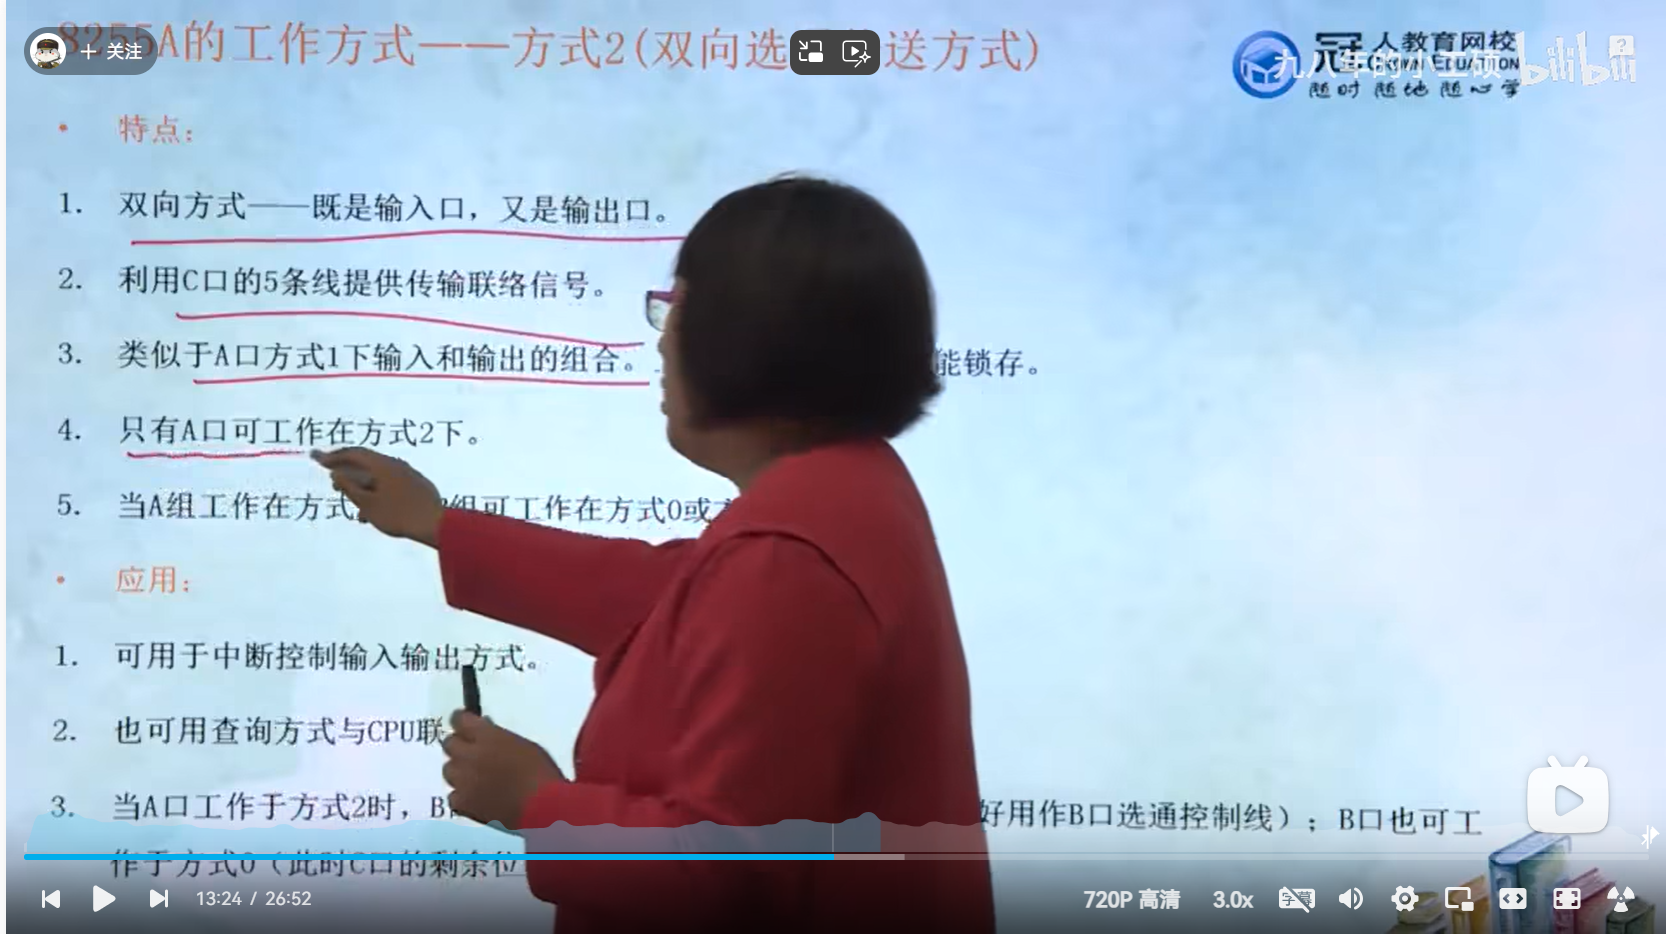 8255A的工作方式——方式2(双向选 送方式)
+ 关注
冠人教育网校
CROWN EDUATION
随时 随地 随心学
九八年的小工硕
bilibili
• 特点:
1. 双向方式——既是输入口，又是输出口。
2. 利用C口的5条线提供传输联络信号。
3. 类似于A口方式1下输入和输出的组合。 能锁存。
4. 只有A口可工作在方式2下。
5. 当A组工作在方式 组可工作在方式0或
• 应用:
1. 可用于中断控制输入输出方式。
2. 也可用查询方式与CPU联
3. 当A口工作于方式2时，B 好用作B口选通控制线）；B口也可工
作于方式0（此时C口的剩余位
13:24 / 26:52
720P 高清
3.0x
字幕